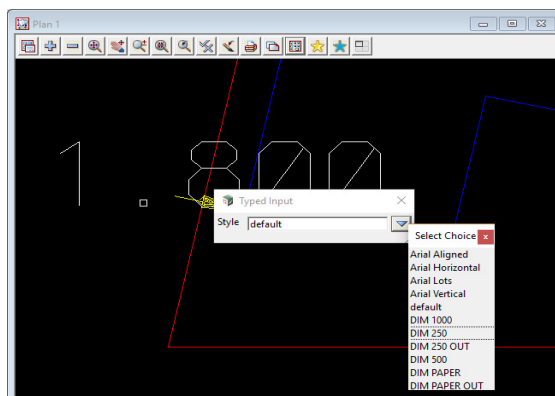 Plan 1
1.800
Typed Input
Style
default
Select Choice
Arial Aligned
Arial Horizontal
Arial Lots
Arial Vertical
default
DIM 1000
DIM 250
DIM 250 OUT
DIM 500
DIM PAPER
DIM PAPER OUT